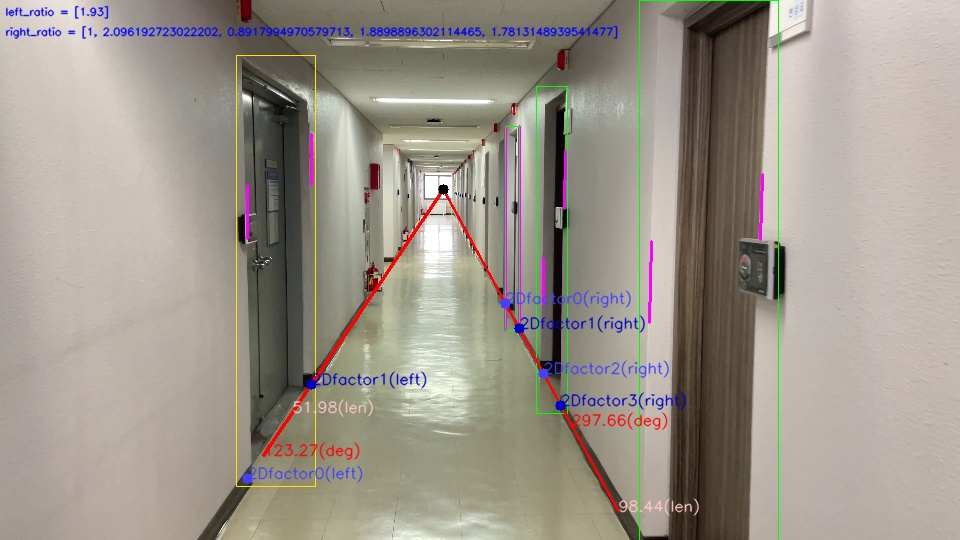 left_ratio = [1.93]
right_ratio = [1, 2.096192723022202, 0.8917994970579713, 1.8898896302114465, 1.7813148939541477]
2Dfactor0(right)
2Dfactor1(right)
2Dfactor2(right)
2Dfactor1(left)
2Dfactor3(right)
51.98(len)
297.66(deg)
123.27(deg)
2Dfactor0(left)
98.44(len)